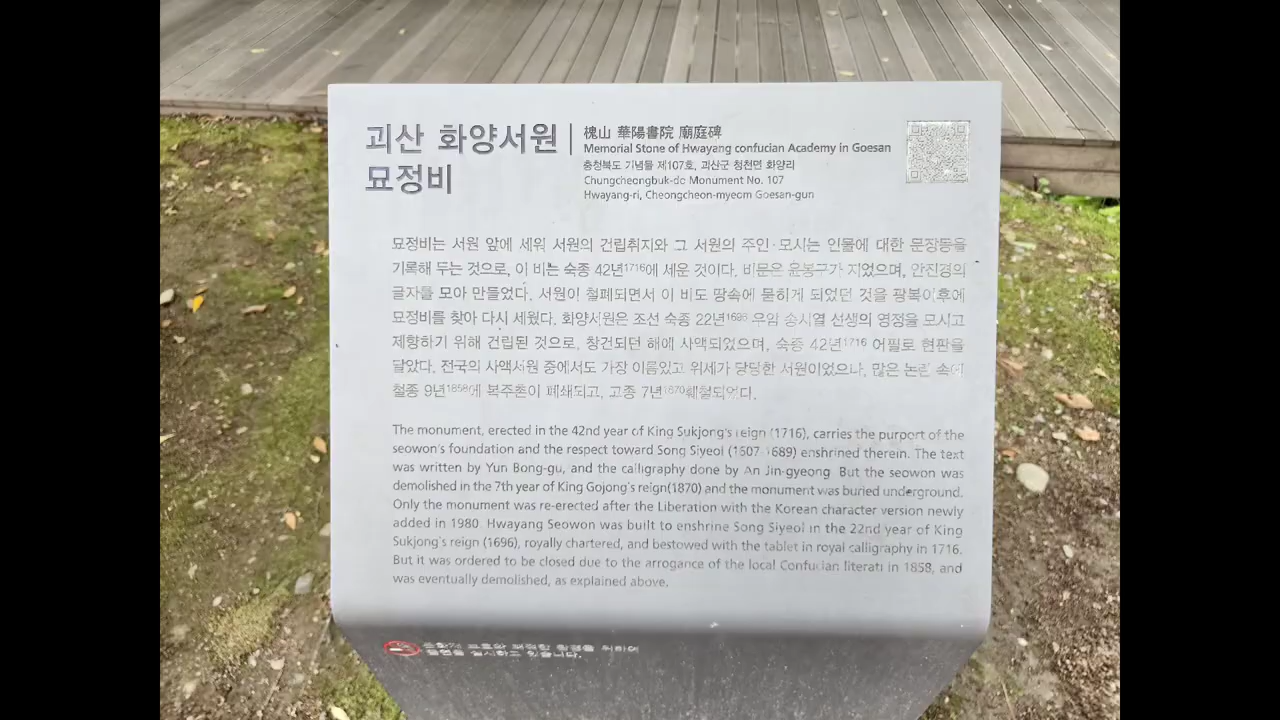 괴산 화양서원
묘정비
槐山 華陽書院 廟庭碑
Memorial Stone of Hwayang confucian Academy in Goesan
충청북도 기념물 제107호, 괴산군 청천면 화양리
Chungcheongbuk-do Monument No. 107
Hwayang-ri, Cheongcheon-myeom Goesan-gun
묘정비는 서원 앞에 세워 서원의 건립취지와 그 서원의 주인·모시는 인물에 대한 문장등을
기록해 두는 것으로, 이 비는 숙종 42년1716에 세운 것이다. 비문은 윤봉구가 지었으며, 안진경의
글자를 모아 만들었다. 서원이 철폐되면서 이 비도 땅속에 묻히게 되었던 것을 광복이후에
묘정비를 찾아 다시 세웠다. 화양서원은 조선 숙종 22년1696 우암 송시열 선생의 영정을 모시고
제향하기 위해 건립된 것으로, 창건되던 해에 사액되었으며, 숙종 42년1716 어필로 현판을
달았다. 전국의 사액서원 중에서도 가장 이름있고 위세가 당당한 서원이었으나, 많은 논란 속에
철종 9년1858에 복주촌이 폐쇄되고, 고종 7년1870훼철되었다.
The monument, erected in the 42nd year of King Sukjong's reign (1716), carries the purport of the
seowon's foundation and the respect toward Song Siyeol (1607-1689) enshrined therein. The text
was written by Yun Bong-gu, and the calligraphy done by An Jin-gyeong. But the seowon was
demolished in the 7th year of King Gojong's reign(1870) and the monument was buried underground.
Only the monument was re-erected after the Liberation with the Korean character version newly
added in 1980. Hwayang Seowon was built to enshrine Song Siyeol in the 22nd year of King
Sukjong's reign (1696), royally chartered, and bestowed with the tablet in royal calligraphy in 1716.
But it was ordered to be closed due to the arrogance of the local Confucian literati in 1858, and
was eventually demolished, as explained above.